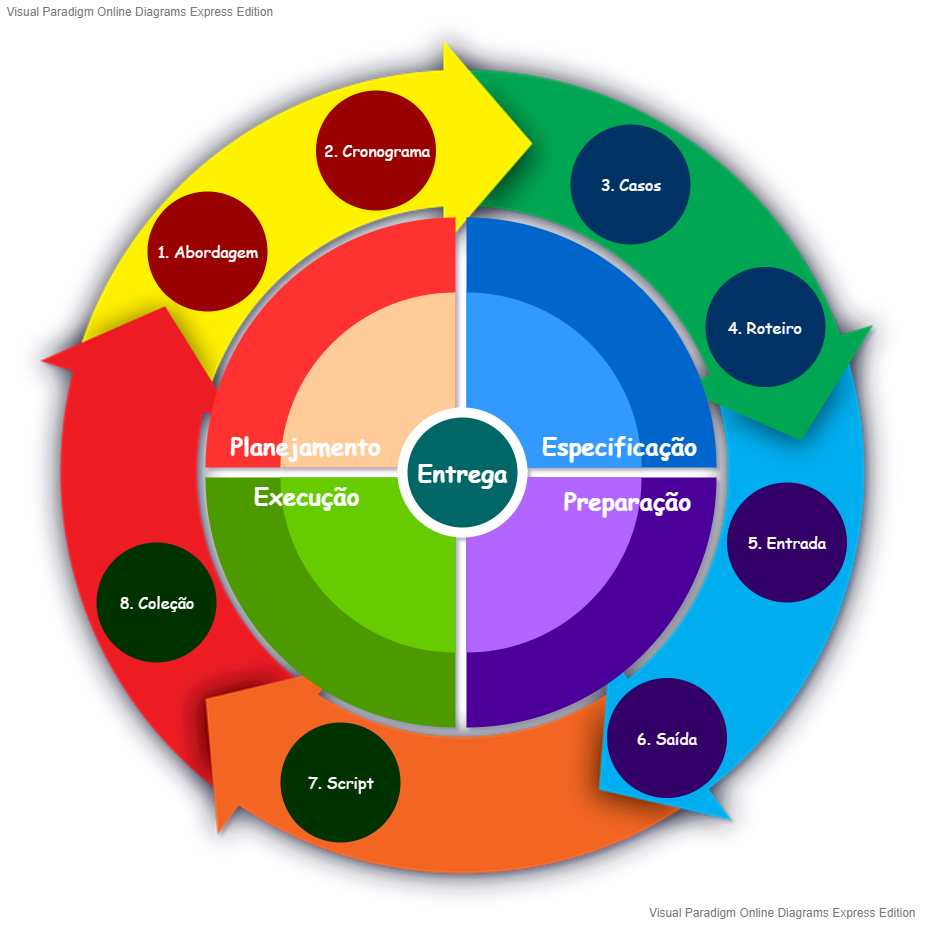 Visual Paradigm Online Diagrams Express Edition
2. Cronograma
3. Casos
1. Abordagem
4. Roteiro
Planejamento
Especificação
Entrega
Execução
Preparação
5. Entrada
8. Coleção
6. Saída
7. Script
Visual Paradigm Online Diagrams Express Edition